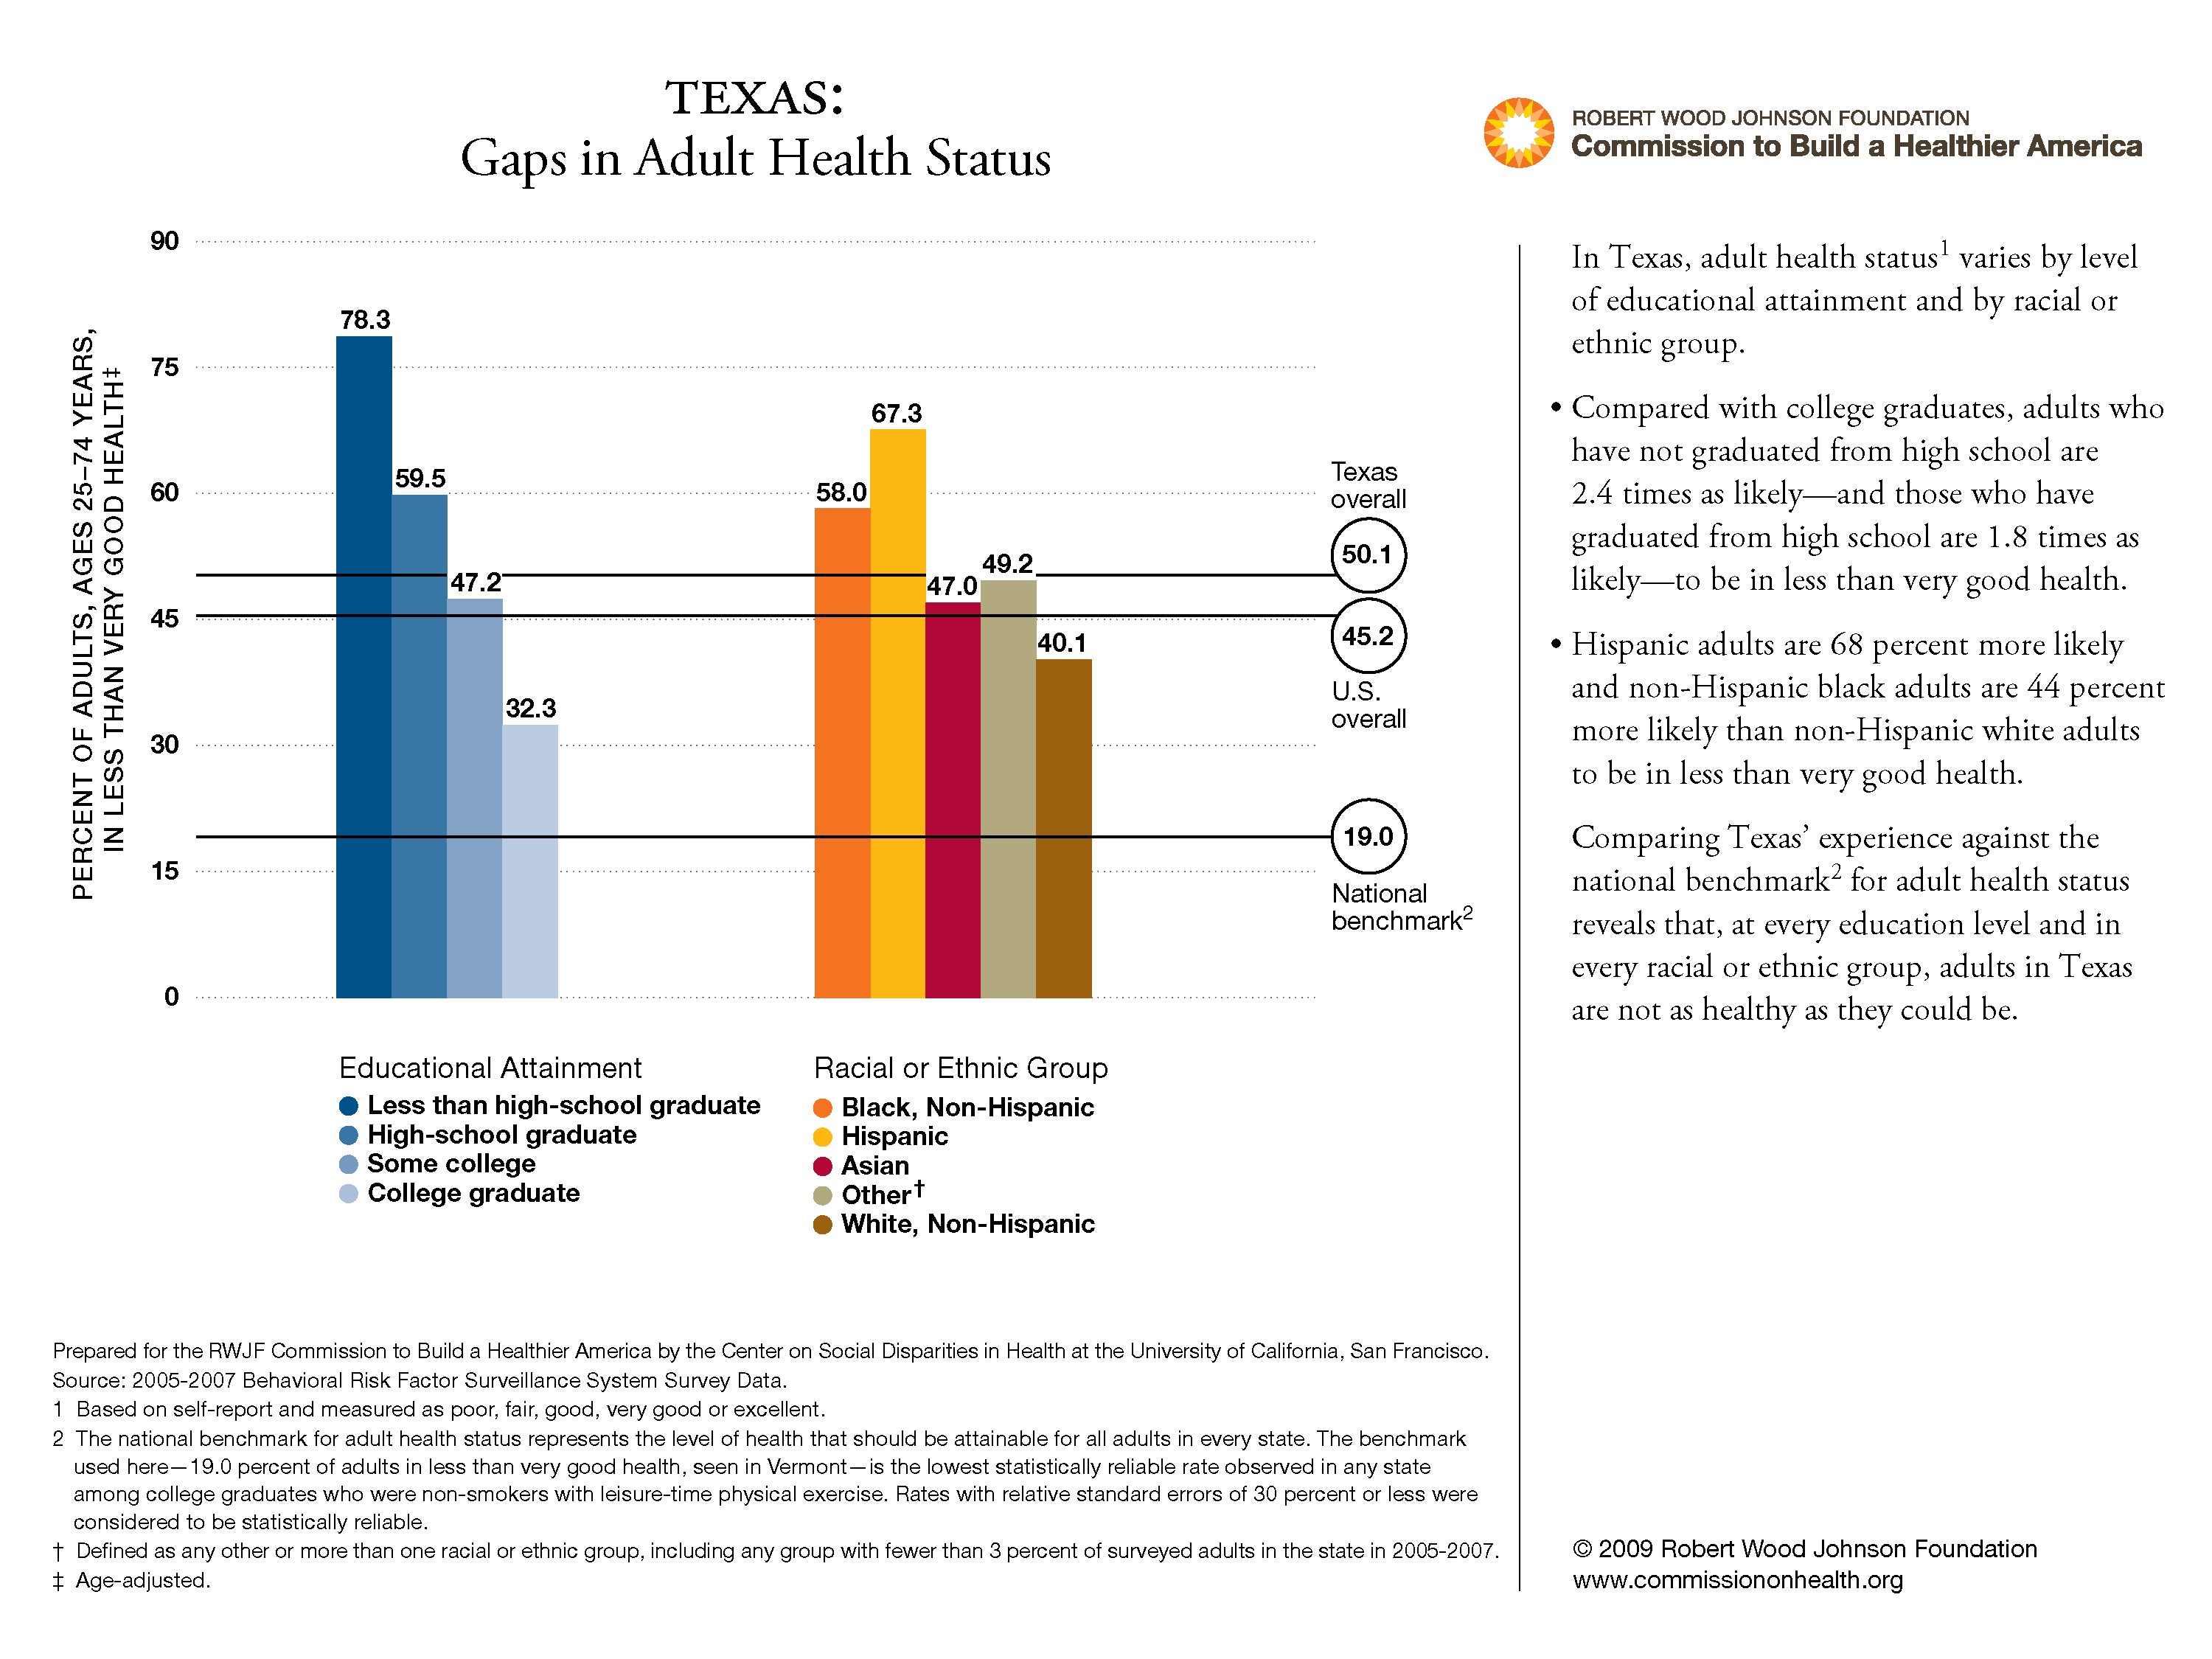 TEXAS:
Gaps in Adult Health Status
ROBERT WOOD JOHNSON FOUNDATION
Commission to Build a Healthier America
PERCENT OF ADULTS, AGES 25–74 YEARS,
IN LESS THAN VERY GOOD HEALTH‡
90
75
60
45
30
15
0
78.3
59.5
47.2
32.3
58.0
67.3
47.0
49.2
40.1
Texas
overall
50.1
45.2
U.S.
overall
19.0
National
benchmark2
Educational Attainment
Less than high-school graduate
High-school graduate
Some college
College graduate
Racial or Ethnic Group
Black, Non-Hispanic
Hispanic
Asian
Other†
White, Non-Hispanic
In Texas, adult health status1 varies by level
of educational attainment and by racial or
ethnic group.
• Compared with college graduates, adults who
have not graduated from high school are
2.4 times as likely—and those who have
graduated from high school are 1.8 times as
likely—to be in less than very good health.
• Hispanic adults are 68 percent more likely
and non-Hispanic black adults are 44 percent
more likely than non-Hispanic white adults
to be in less than very good health.
Comparing Texas’ experience against the
national benchmark2 for adult health status
reveals that, at every education level and in
every racial or ethnic group, adults in Texas
are not as healthy as they could be.
Prepared for the RWJF Commission to Build a Healthier America by the Center on Social Disparities in Health at the University of California, San Francisco.
Source: 2005-2007 Behavioral Risk Factor Surveillance System Survey Data.
1 Based on self-report and measured as poor, fair, good, very good or excellent.
2 The national benchmark for adult health status represents the level of health that should be attainable for all adults in every state. The benchmark
used here—19.0 percent of adults in less than very good health, seen in Vermont—is the lowest statistically reliable rate observed in any state
among college graduates who were non-smokers with leisure-time physical exercise. Rates with relative standard errors of 30 percent or less were
considered to be statistically reliable.
† Defined as any other or more than one racial or ethnic group, including any group with fewer than 3 percent of surveyed adults in the state in 2005-2007.
‡ Age-adjusted.
© 2009 Robert Wood Johnson Foundation
www.commissiononhealth.org